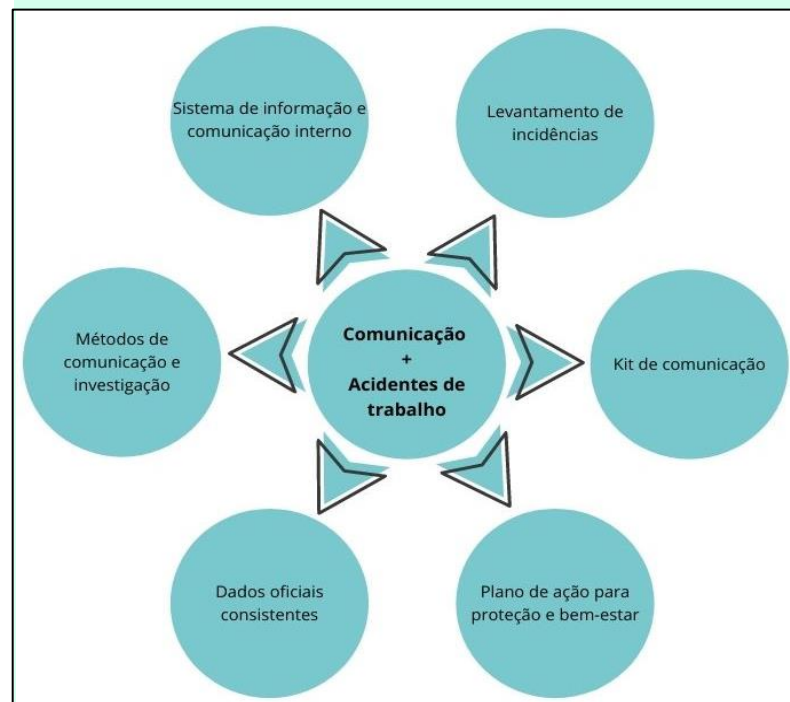 Sistema de informação e
comunicação interno
Levantamento de
incidências
Métodos de
comunicação e
investigação
Comunicação
+
Acidentes de
trabalho
Kit de comunicação
Dados oficiais
consistentes
Plano de ação para
proteção e bem-estar